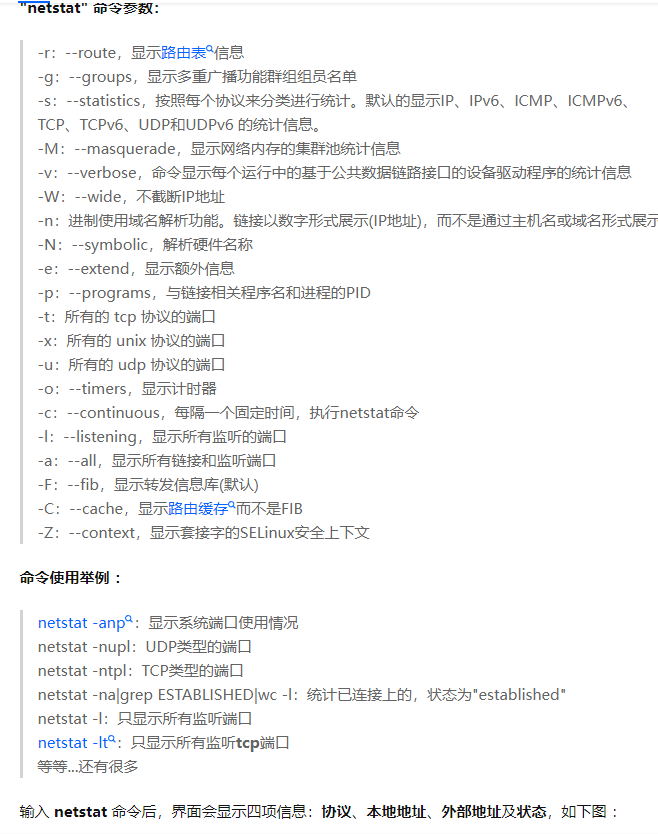 "netstat" 命令参数：
-r：--route，显示路由表信息
-g：--groups，显示多重广播功能群组组员名单
-s：--statistics，按照每个协议来分类进行统计。默认的显示IP、IPv6、ICMP、ICMPv6、
TCP、TCPv6、UDP和UDPv6 的统计信息。
-M：--masquerade，显示网络内存的集群池统计信息
-v：--verbose，命令显示每个运行中的基于公共数据链路接口的设备驱动程序的统计信息
-W：--wide，不截断IP地址
-n：进制使用域名解析功能。链接以数字形式展示(IP地址)，而不是通过主机名或域名形式展示
-N：--symbolic，解析硬件名称
-e：--extend，显示额外信息
-p：--programs，与链接相关程序名和进程的PID
-t：所有的 tcp 协议的端口
-x：所有的 unix 协议的端口
-u：所有的 udp 协议的端口
-o：--timers，显示计时器
-c：--continuous，每隔一个固定时间，执行netstat命令
-l：--listening，显示所有监听的端口
-a：--all，显示所有链接和监听端口
-F：--fib，显示转发信息库(默认)
-C：--cache，显示路由缓存而不是FIB
-Z：--context，显示套接字的SELinux安全上下文
命令使用举例 ：
netstat -anp：显示系统端口使用情况
netstat -nupl：UDP类型的端口
netstat -ntpl：TCP类型的端口
netstat -na|grep ESTABLISHED|wc -l：统计已连接上的，状态为"established"
netstat -l：只显示所有监听端口
netstat -lt：只显示所有监听tcp端口
等等...还有很多
输入 netstat 命令后，界面会显示四项信息：协议、本地地址、外部地址及状态，如下图 ：